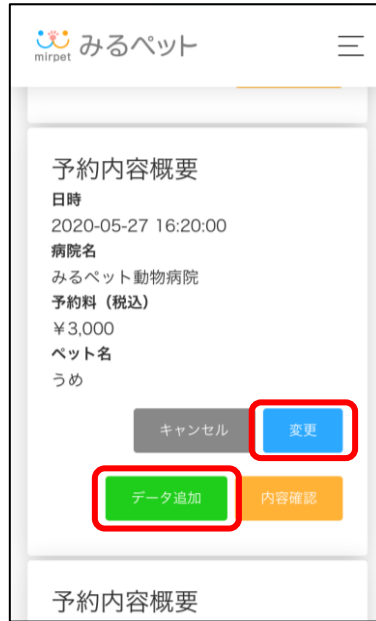 mirpet みるペット
予約内容概要
日時
2020-05-27 16:20:00
病院名
みるペット動物病院
予約料（税込）
￥3,000
ペット名
うめ
キャンセル 変更
データ追加 内容確認
予約内容概要